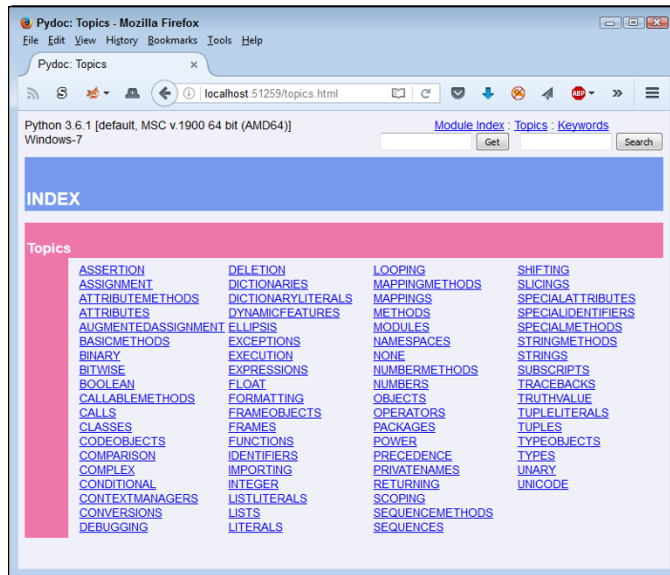 Pydoc: Topics - Mozilla Firefox
File Edit View History Bookmarks Tools Help
Pydoc: Topics ×
S ABP localhost:51259/topics.html
Python 3.6.1 [default, MSC v.1900 64 bit (AMD64)]
Windows-7
Module Index : Topics : Keywords
Get Search
INDEX
Topics
ASSERTION
ASSIGNMENT
ATTRIBUTEMETHODS
ATTRIBUTES
AUGMENTEDASSIGNMENT
BASICMETHODS
BINARY
BITWISE
BOOLEAN
CALLABLEMETHODS
CALLS
CLASSES
CODEOBJECTS
COMPARISON
COMPLEX
CONDITIONAL
CONTEXTMANAGERS
CONVERSIONS
DEBUGGING
DELETION
DICTIONARIES
DICTIONARYLITERALS
DYNAMICFEATURES
ELLIPSIS
EXCEPTIONS
EXECUTION
EXPRESSIONS
FLOAT
FORMATTING
FRAMEOBJECTS
FRAMES
FUNCTIONS
IDENTIFIERS
IMPORTING
INTEGER
LISTLITERALS
LISTS
LITERALS
LOOPING
MAPPINGMETHODS
MAPPINGS
METHODS
MODULES
NAMESPACES
NONE
NUMBERMETHODS
NUMBERS
OBJECTS
OPERATORS
PACKAGES
POWER
PRECEDENCE
PRIVATENAMES
RETURNING
SCOPING
SEQUENCEMETHODS
SEQUENCES
SHIFTING
SLICINGS
SPECIALATTRIBUTES
SPECIALIDENTIFIERS
SPECIALMETHODS
STRINGMETHODS
STRINGS
SUBSCRIPTS
TRACEBACKS
TRUTHVALUE
TUPLELITERALS
TUPLES
TYPEOBJECTS
TYPES
UNARY
UNICODE